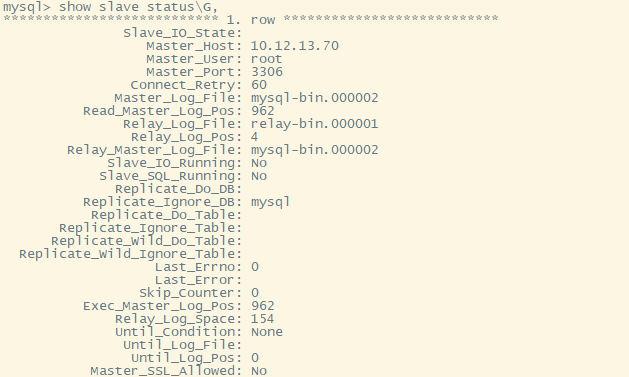 mysql> show slave status\G,
*************************** 1. row ***************************
Slave_IO_State:
Master_Host: 10.12.13.70
Master_User: root
Master_Port: 3306
Connect_Retry: 60
Master_Log_File: mysql-bin.000002
Read_Master_Log_Pos: 962
Relay_Log_File: relay-bin.000001
Relay_Log_Pos: 4
Relay_Master_Log_File: mysql-bin.000002
Slave_IO_Running: No
Slave_SQL_Running: No
Replicate_Do_DB:
Replicate_Ignore_DB: mysql
Replicate_Do_Table:
Replicate_Ignore_Table:
Replicate_Wild_Do_Table:
Replicate_Wild_Ignore_Table:
Last_Errno: 0
Last_Error:
Skip_Counter: 0
Exec_Master_Log_Pos: 962
Relay_Log_Space: 154
Until_Condition: None
Until_Log_File:
Until_Log_Pos: 0
Master_SSL_Allowed: No